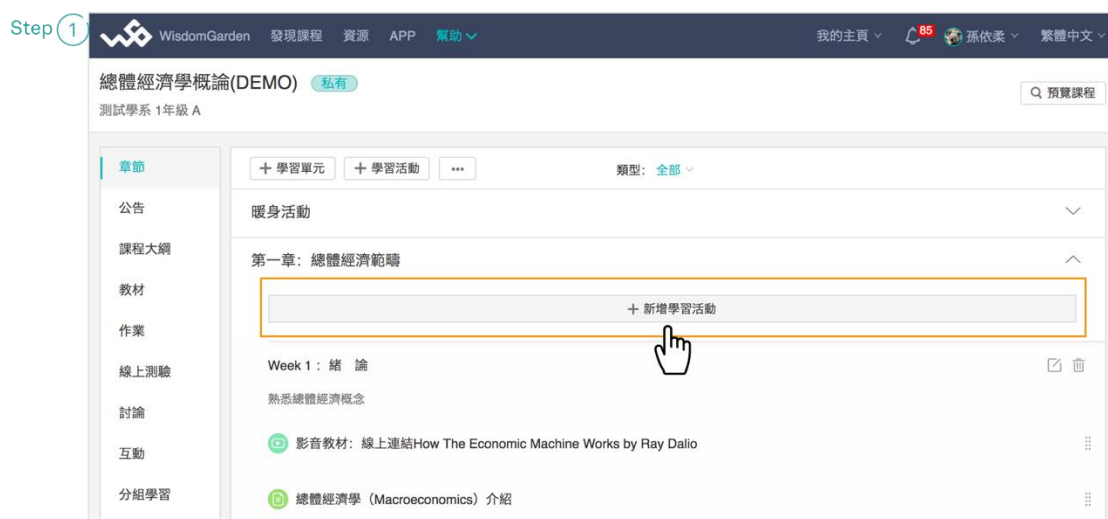 Step 1
WisdomGarden 發現課程 資源 APP 幫助 我的主頁 85 孫依柔 繁體中文
總體經濟學概論(DEMO) 私有
預覽課程
測試學系 1年級 A
章節
公告
課程大綱
教材
作業
線上測驗
討論
互動
分組學習
+ 學習單元 + 學習活動 ••• 類型: 全部
暖身活動
第一章: 總體經濟範疇
+ 新增學習活動
Week 1： 緒 論
熟悉總體經濟概念
影音教材: 線上連結How The Economic Machine Works by Ray Dalio
總體經濟學（Macroeconomics）介紹